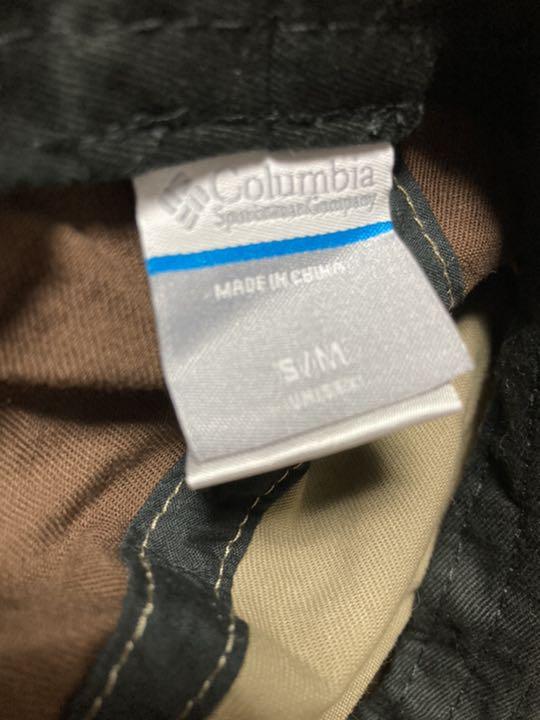 Columbia
Sportswear Company
MADE IN CHINA
S/M
(UNISEX)